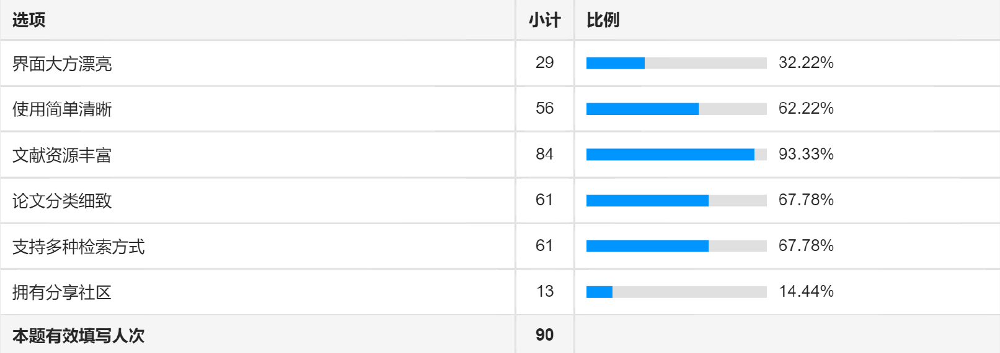 选项 小计 比例
界面大方漂亮 29 32.22%
使用简单清晰 56 62.22%
文献资源丰富 84 93.33%
论文分类细致 61 67.78%
支持多种检索方式 61 67.78%
拥有分享社区 13 14.44%
本题有效填写人次 90